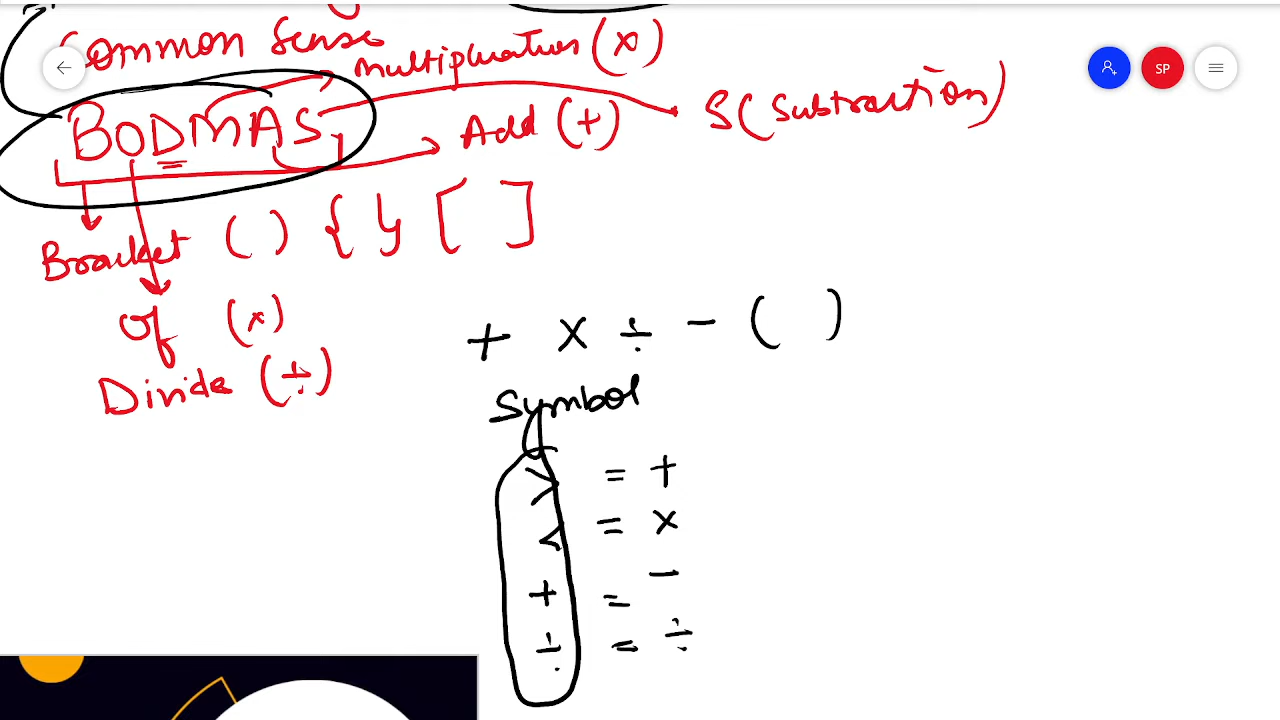 Common Sense
multiplication (x)
BODMAS
Add (+)
S (Subtraction)
SP
Bracket ( ) { } [ ]
of (x)
Divide (÷)
+ x ÷ - ( )
Symbol
> = +
< = x
+ = -
÷ = ÷